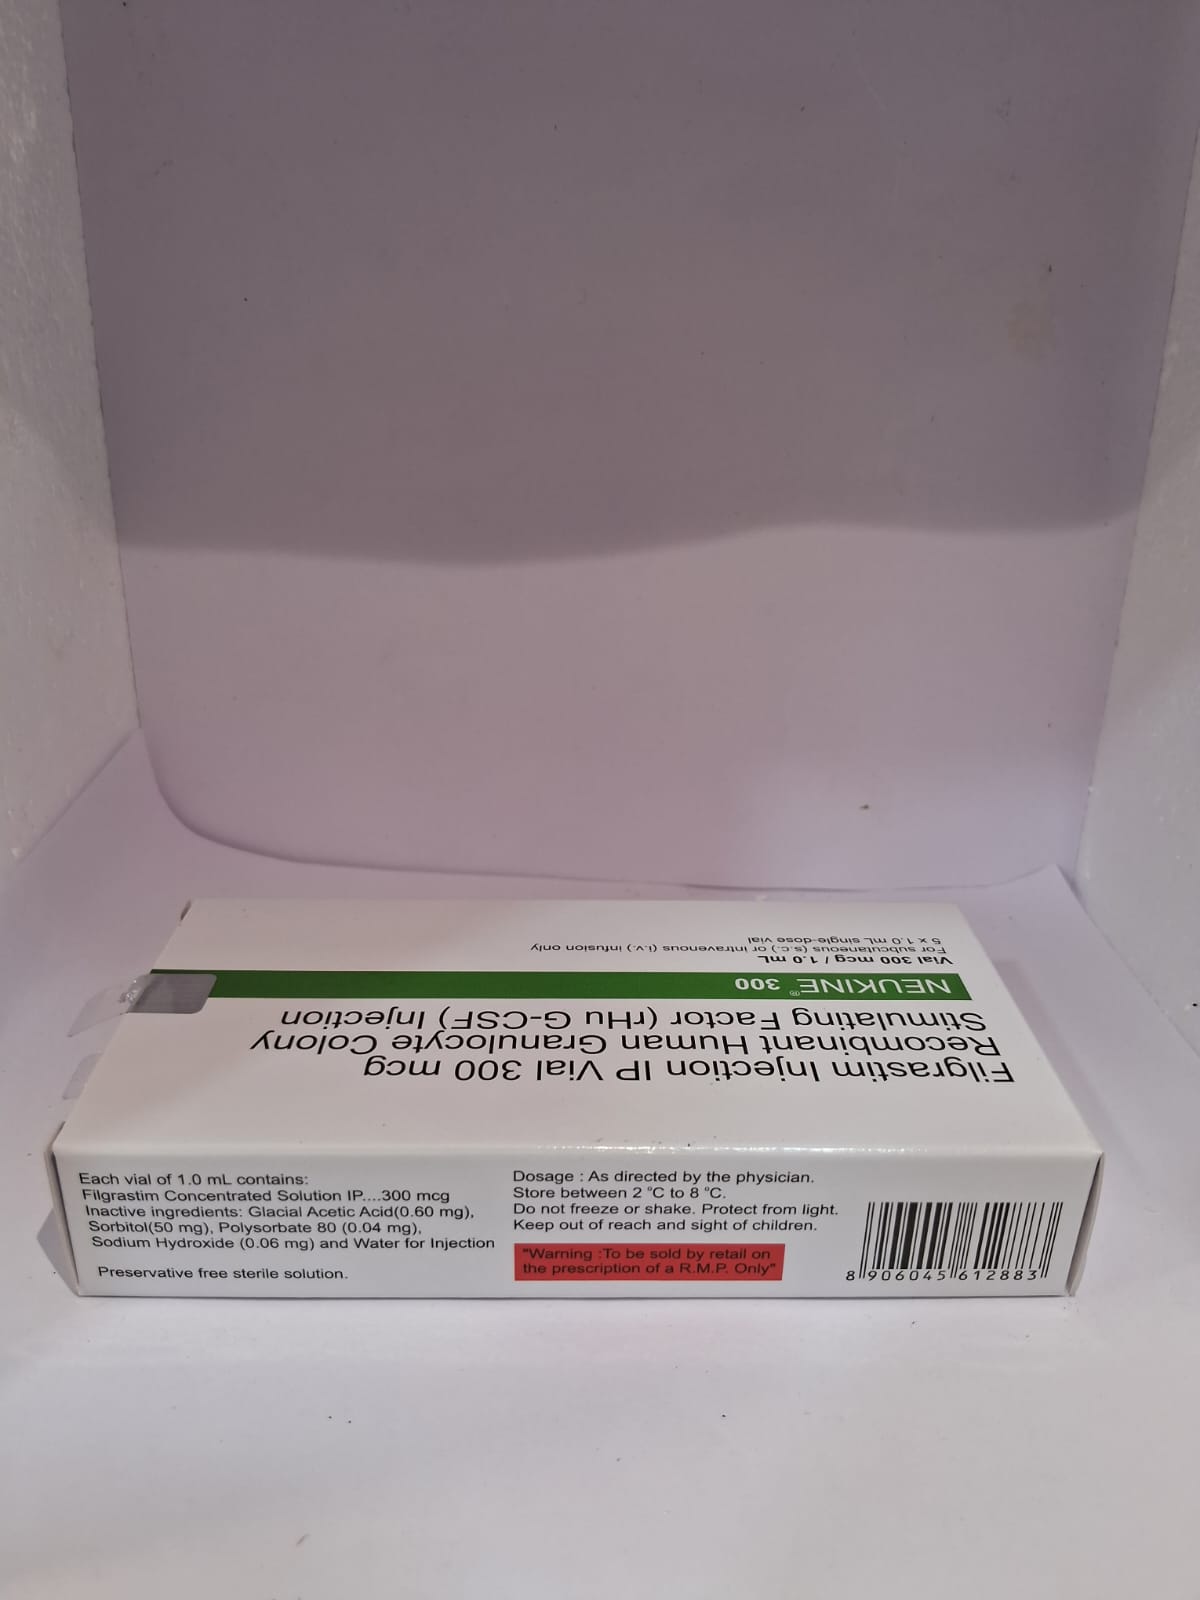 Filgrastim Injection IP Vial 300 mcg
Recombinant Human Granulocyte Colony
Stimulating Factor (rHu G-CSF) Injection
NEUKINE® 300
Vial 300 mcg / 1.0 mL
For subcutaneous (s.c.) or intravenous (i.v.) infusion only
5 x 1.0 mL single-dose vial
Each vial of 1.0 mL contains:
Filgrastim Concentrated Solution IP....300 mcg
Inactive ingredients: Glacial Acetic Acid(0.60 mg),
Sorbitol(50 mg), Polysorbate 80 (0.04 mg),
Sodium Hydroxide (0.06 mg) and Water for Injection
Preservative free sterile solution.
Dosage : As directed by the physician.
Store between 2 °C to 8 °C.
Do not freeze or shake. Protect from light.
Keep out of reach and sight of children.
"Warning :To be sold by retail on
the prescription of a R.M.P. Only"
8 906045 612883